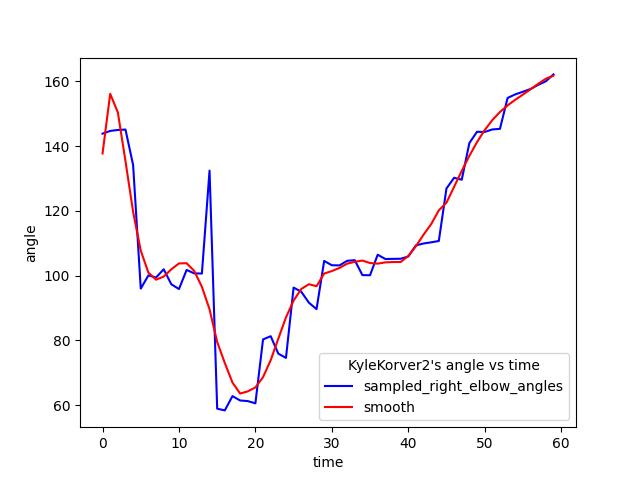 160
140
120
100
80
60
angle
0 10 20 30 40 50 60
time
KyleKorver2's angle vs time
sampled_right_elbow_angles
smooth